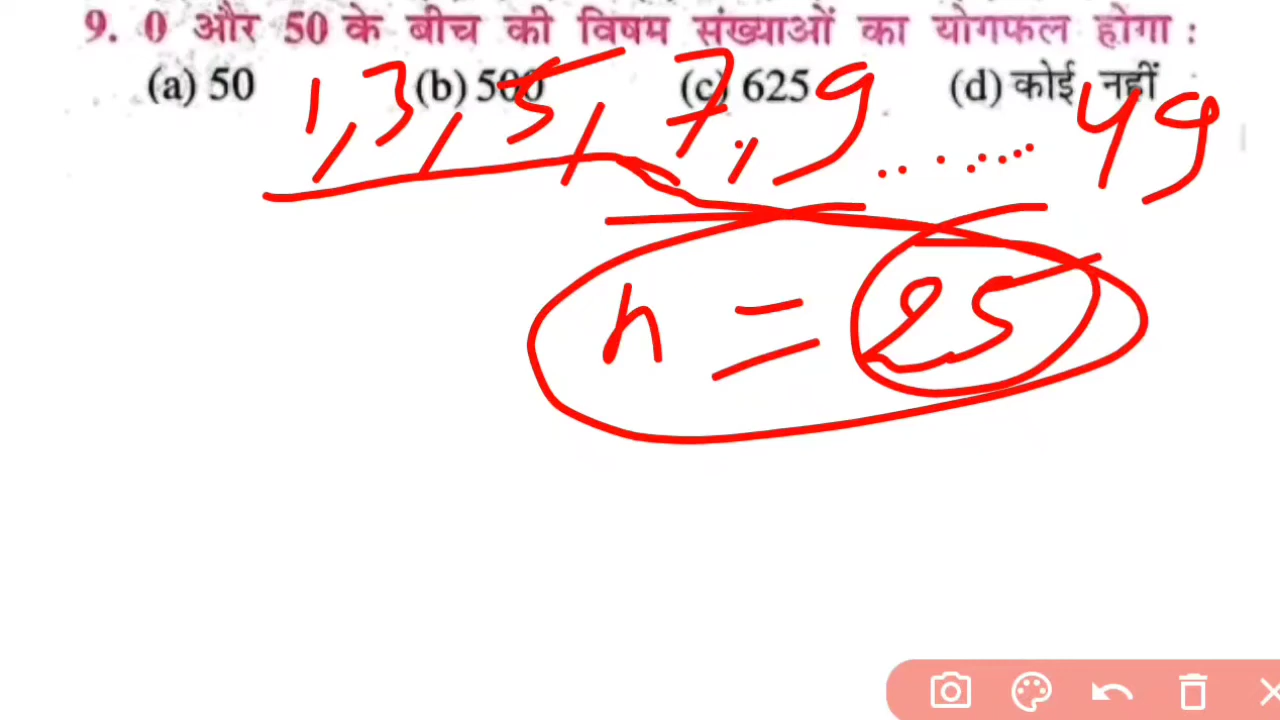 9. 0 और 50 के बीच की विषम संख्याओं का योगफल होगा :
(a) 50 (b) 500 (c) 625 (d) कोई नहीं
1, 3, 5, 7, 9 ........ 49
n = 25